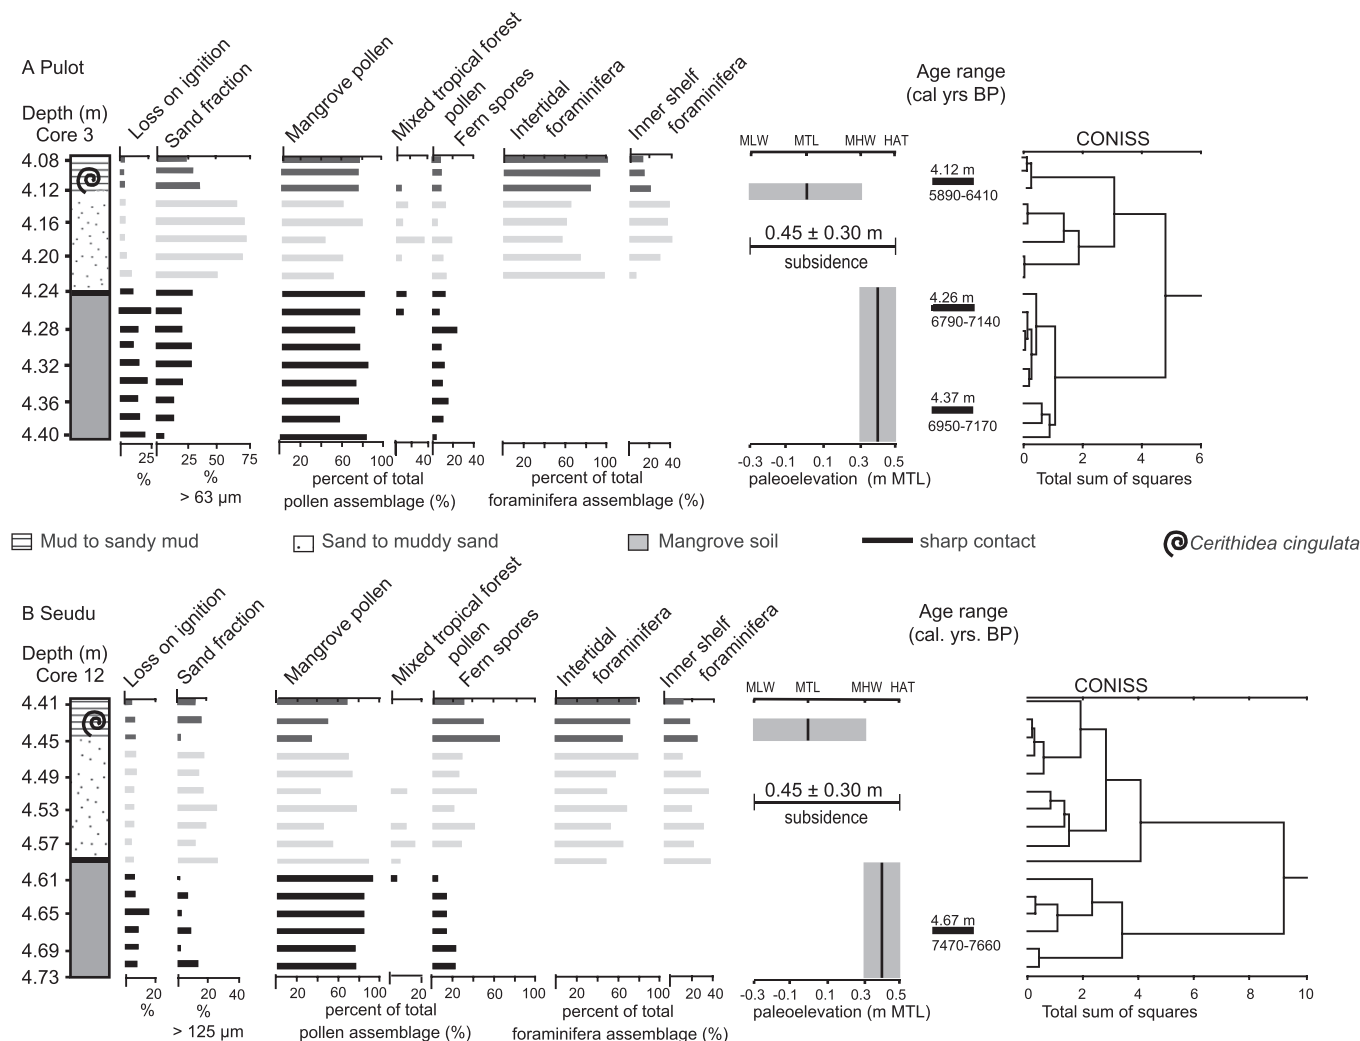 A Pulot
Depth (m)
Core 3
Loss on ignition
Sand fraction
Mangrove pollen
Mixed tropical forest
pollen
Fern spores
Intertidal
foraminifera
Inner shelf
foraminifera
Age range
(cal yrs BP)
MLW MTL MHW HAT
CONISS
4.08
4.12
4.16
4.20
4.24
4.28
4.32
4.36
4.40
4.12 m
5890-6410
0.45 ± 0.30 m
subsidence
4.26 m
6790-7140
4.37 m
6950-7170
25
%
25 50 75
%
> 63 µm
20 60 100
40
20 40
percent of total
pollen assemblage (%)
20 60 100
20 40
percent of total
foraminifera assemblage (%)
-0.3 -0.1 0.1 0.3 0.5
paleoelevation (m MTL)
0 2 4 6
Total sum of squares
Mud to sandy mud
Sand to muddy sand
Mangrove soil
sharp contact
Cerithidea cingulata
B Seudu
Depth (m)
Core 12
Loss on ignition
Sand fraction
Mangrove pollen
Mixed tropical forest
pollen
Fern spores
Intertidal
foraminifera
Inner shelf
foraminifera
Age range
(cal. yrs. BP)
MLW MTL MHW HAT
CONISS
4.41
4.45
4.49
4.53
4.57
4.61
4.65
4.69
4.73
0.45 ± 0.30 m
subsidence
4.67 m
7470-7660
20
%
20 40
%
> 125 µm
20 60 100
20
20 60 100
percent of total
pollen assemblage (%)
20 60 100
20 40
percent of total
foraminifera assemblage (%)
-0.3 -0.1 0.1 0.3 0.5
paleoelevation (m MTL)
0 2 4 6 8 10
Total sum of squares